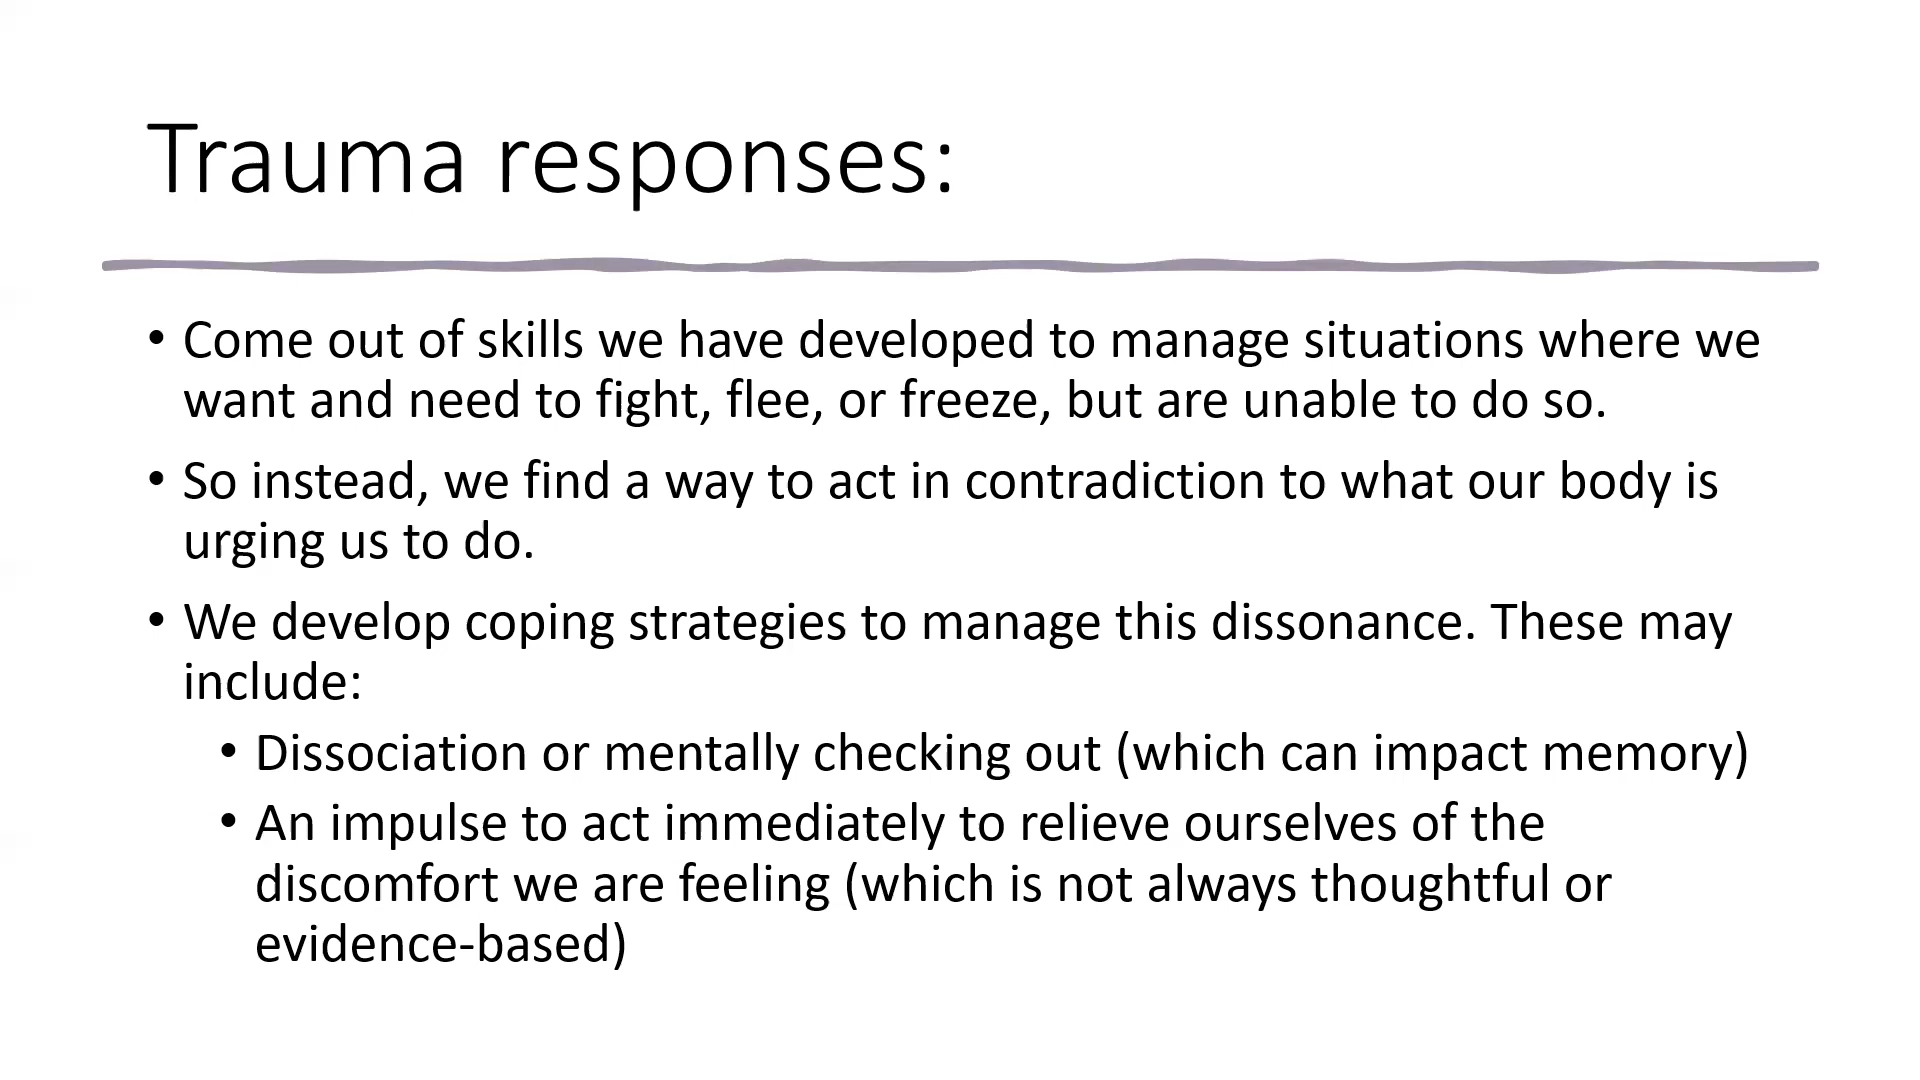 Trauma responses:
• Come out of skills we have developed to manage situations where we
want and need to fight, flee, or freeze, but are unable to do so.
• So instead, we find a way to act in contradiction to what our body is
urging us to do.
• We develop coping strategies to manage this dissonance. These may
include:
• Dissociation or mentally checking out (which can impact memory)
• An impulse to act immediately to relieve ourselves of the
discomfort we are feeling (which is not always thoughtful or
evidence-based)